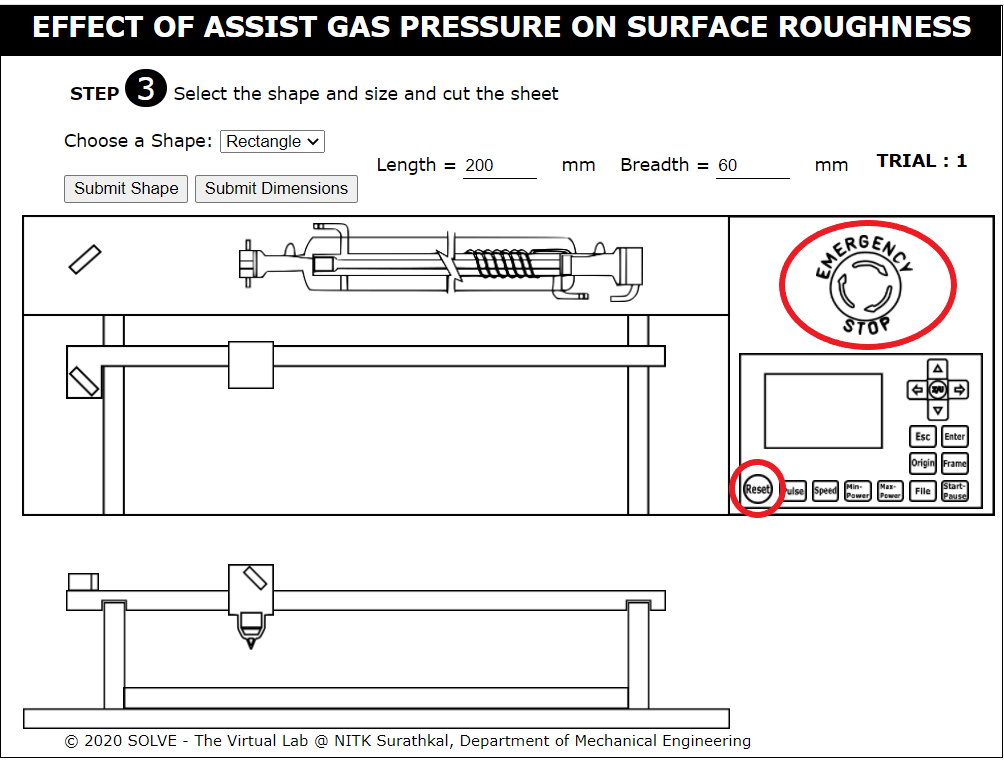 EFFECT OF ASSIST GAS PRESSURE ON SURFACE ROUGHNESS
STEP 3 Select the shape and size and cut the sheet
Choose a Shape: Rectangle
Length = 200 mm Breadth = 60 mm TRIAL : 1
Submit Shape Submit Dimensions
EMERGENCY
STOP
Z/U
Esc Enter
Origin Frame
Reset Pulse Speed Min-Power Max-Power File Start-Pause
© 2020 SOLVE - The Virtual Lab @ NITK Surathkal, Department of Mechanical Engineering